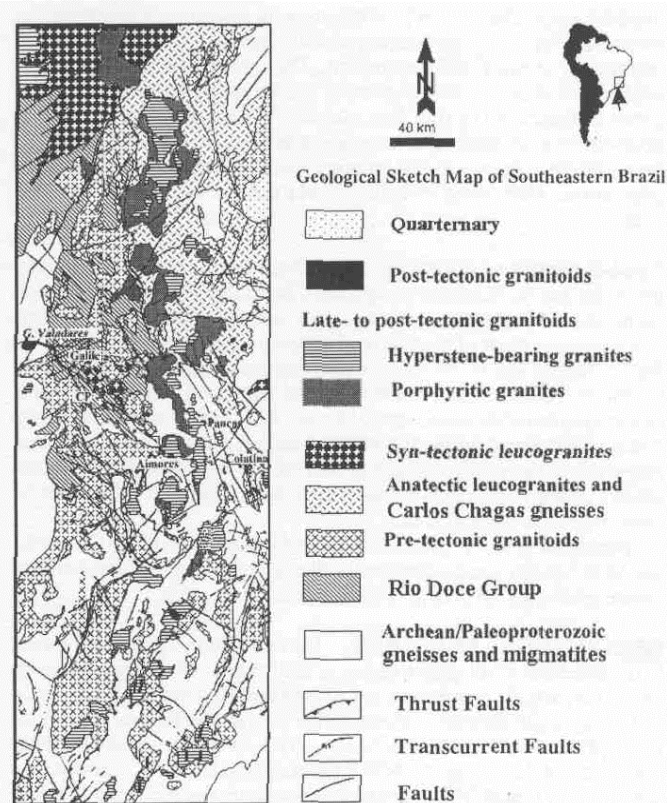 N
40 km
Geological Sketch Map of Southeastern Brazil
Quarternary
Post-tectonic granitoids
Late- to post-tectonic granitoids
Hyperstene-bearing granites
Porphyritic granites
Syn-tectonic leucogranites
Anatectic leucogranites and
Carlos Chagas gneisses
Pre-tectonic granitoids
Rio Doce Group
Archean/Paleoproterozoic
gneisses and migmatites
Thrust Faults
Transcurrent Faults
Faults
G. Valadares
CP
Pancas
Aimores
Colatina